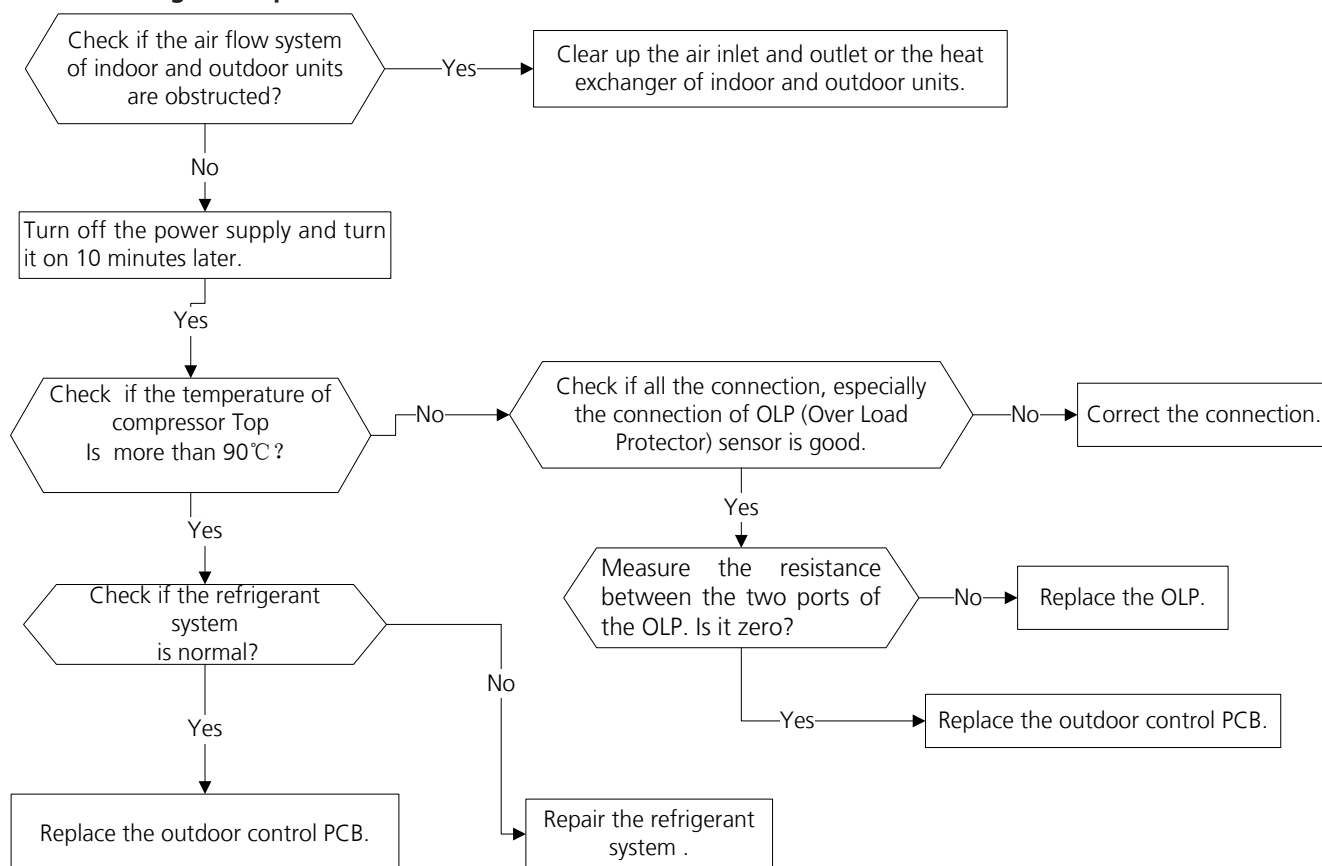 Check if the air flow system
of indoor and outdoor units
are obstructed?
Yes
Clear up the air inlet and outlet or the heat
exchanger of indoor and outdoor units.
No
Turn off the power supply and turn
it on 10 minutes later.
Yes
Check if the temperature of
compressor Top
Is more than 90℃?
No
Check if all the connection, especially
the connection of OLP (Over Load
Protector) sensor is good.
No
Correct the connection.
Yes
Yes
Measure the resistance
between the two ports of
the OLP. Is it zero?
No
Replace the OLP.
Check if the refrigerant
system
is normal?
No
Yes
Yes
Replace the outdoor control PCB.
Replace the outdoor control PCB.
Repair the refrigerant
system .